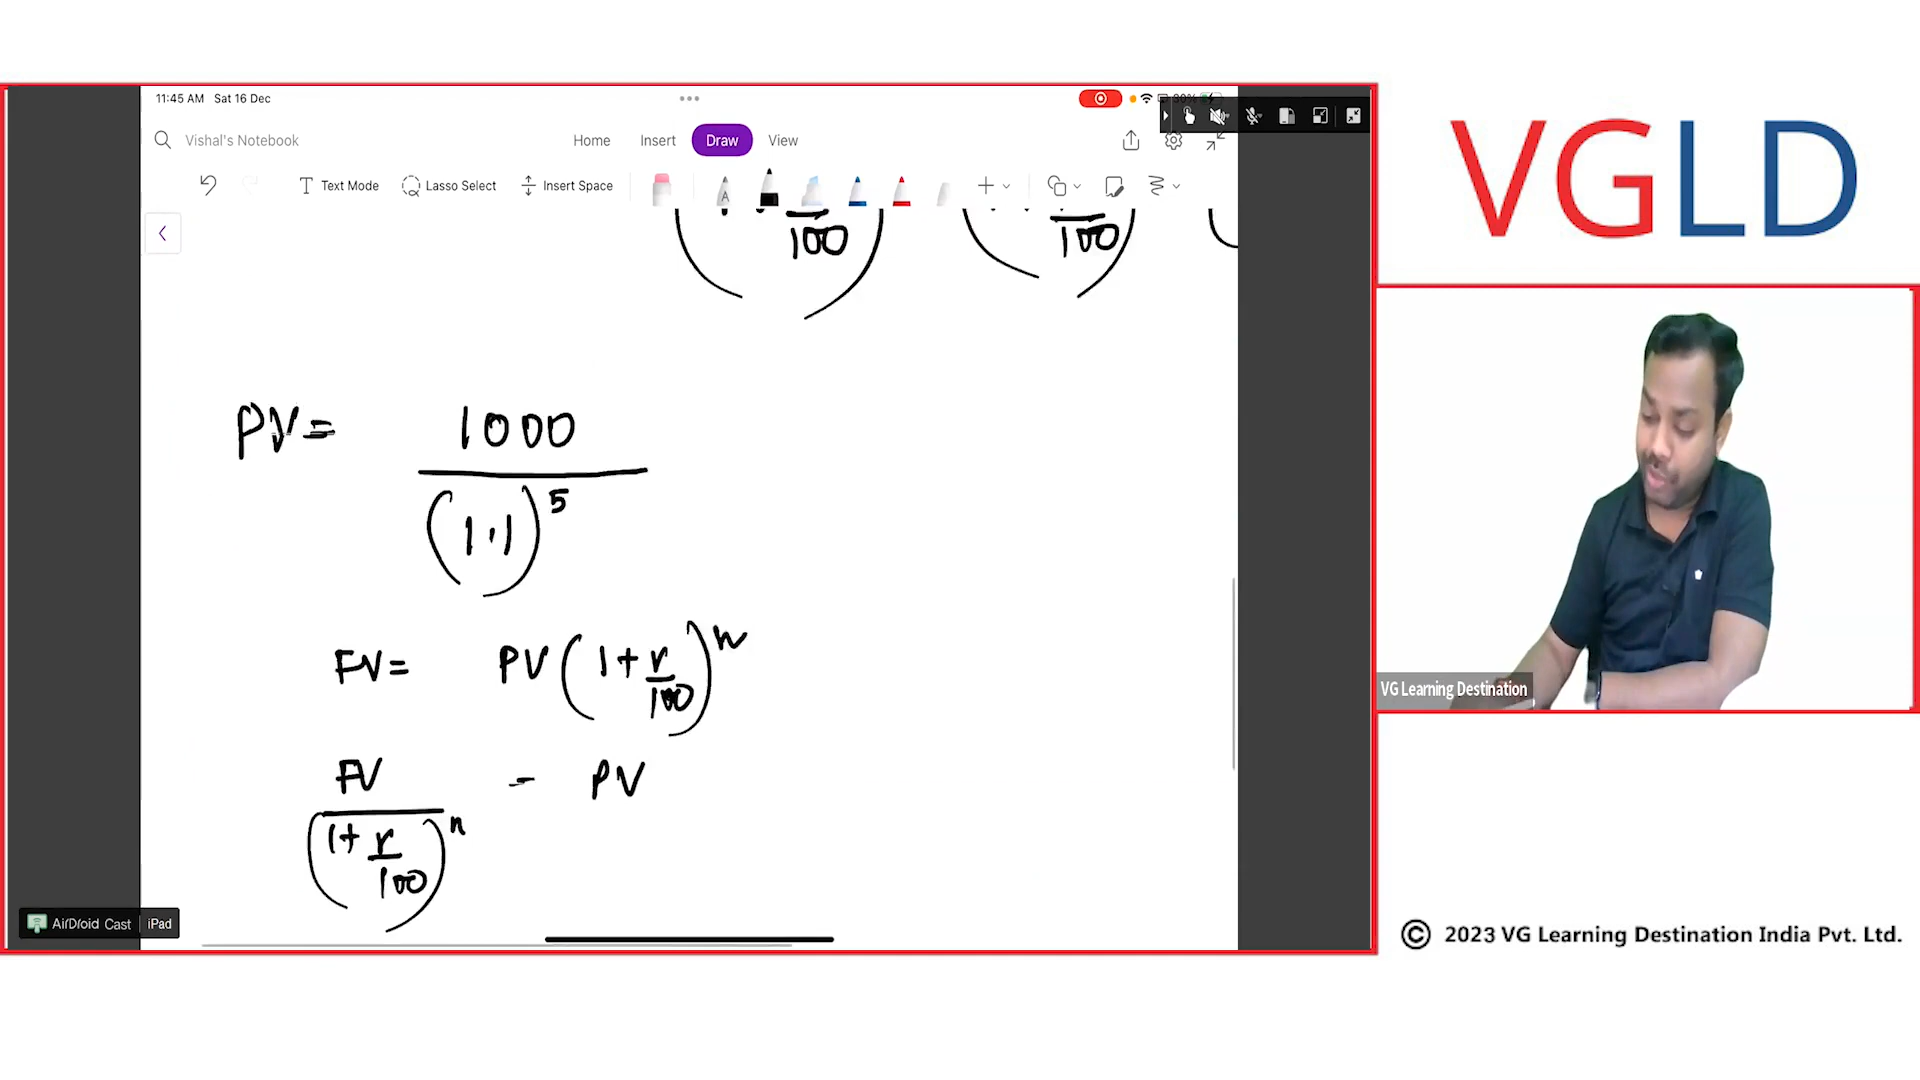 11:45 AM Sat 16 Dec
30%
Vishal's Notebook
Home Insert Draw View
Text Mode Lasso Select Insert Space
100 100
PV= 1000
(1.1)^5
FV= PV(1+r/100)^n
FV = PV
(1+r/100)^n
AirDroid Cast iPad
VGLD
VG Learning Destination
© 2023 VG Learning Destination India Pvt. Ltd.